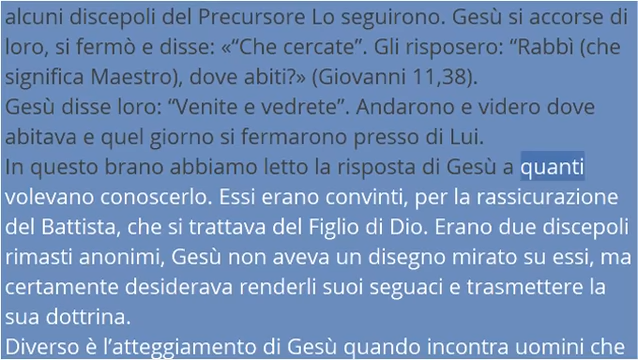 alcuni discepoli del Precursore Lo seguirono. Gesù si accorse di
loro, si fermò e disse: «“Che cercate”. Gli risposero: “Rabbì (che
significa Maestro), dove abiti?» (Giovanni 11,38).
Gesù disse loro: “Venite e vedrete”. Andarono e videro dove
abitava e quel giorno si fermarono presso di Lui.
In questo brano abbiamo letto la risposta di Gesù a quanti
volevano conoscerlo. Essi erano convinti, per la rassicurazione
del Battista, che si trattava del Figlio di Dio. Erano due discepoli
rimasti anonimi, Gesù non aveva un disegno mirato su essi, ma
certamente desiderava renderli suoi seguaci e trasmettere la
sua dottrina.
Diverso è l’atteggiamento di Gesù quando incontra uomini che